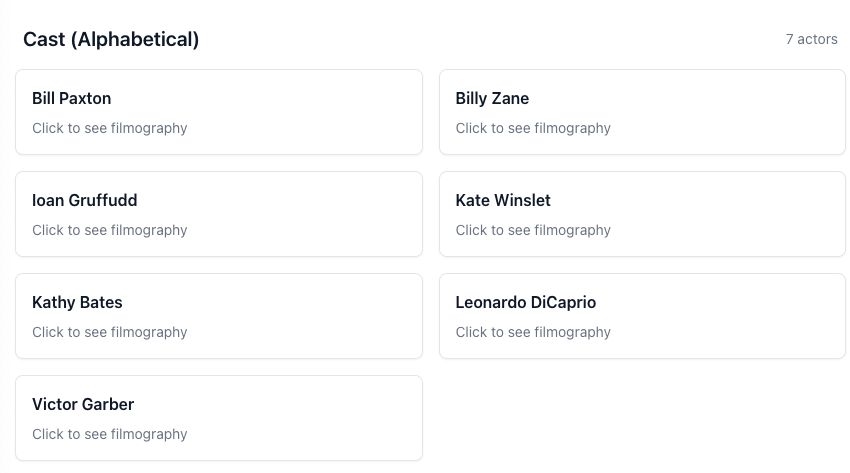 Cast (Alphabetical)
7 actors
Bill Paxton
Click to see filmography
Billy Zane
Click to see filmography
Ioan Gruffudd
Click to see filmography
Kate Winslet
Click to see filmography
Kathy Bates
Click to see filmography
Leonardo DiCaprio
Click to see filmography
Victor Garber
Click to see filmography